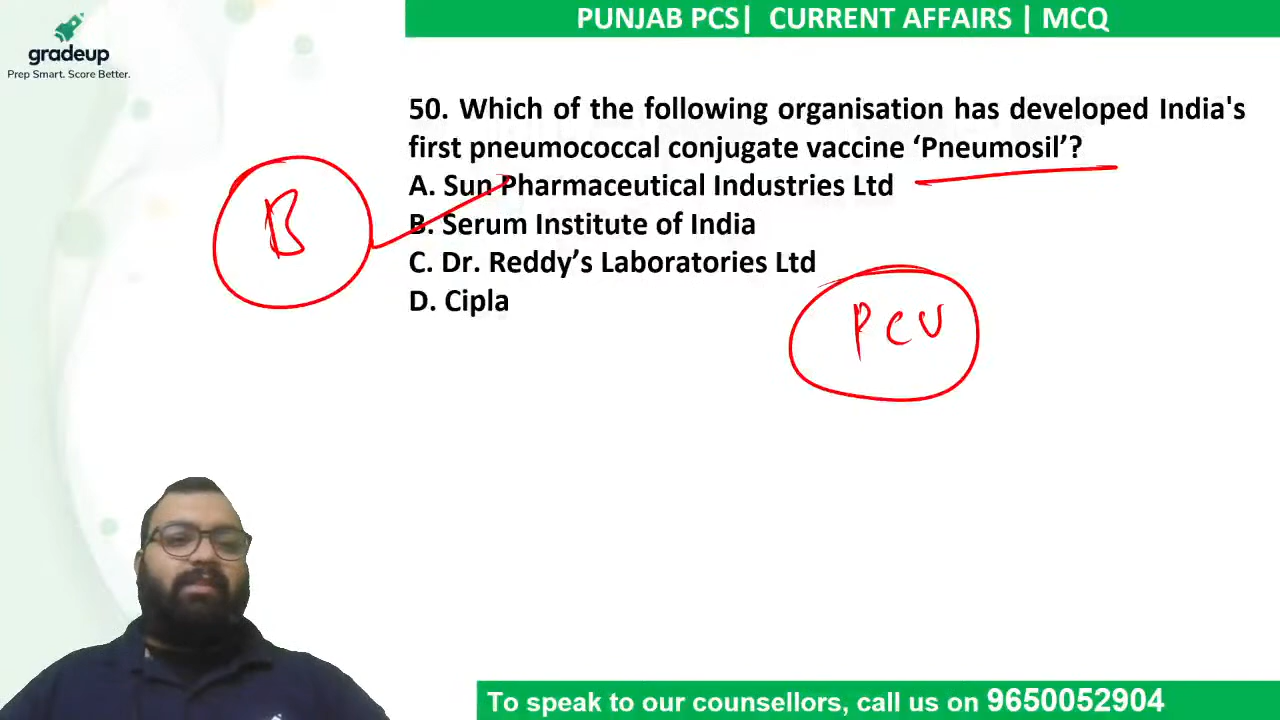 PUNJAB PCS| CURRENT AFFAIRS | MCQ
gradeup
Prep Smart. Score Better.
50. Which of the following organisation has developed India's
first pneumococcal conjugate vaccine ‘Pneumosil’?
A. Sun Pharmaceutical Industries Ltd
B. Serum Institute of India
C. Dr. Reddy’s Laboratories Ltd
D. Cipla
B
PCV
To speak to our counsellors, call us on 9650052904